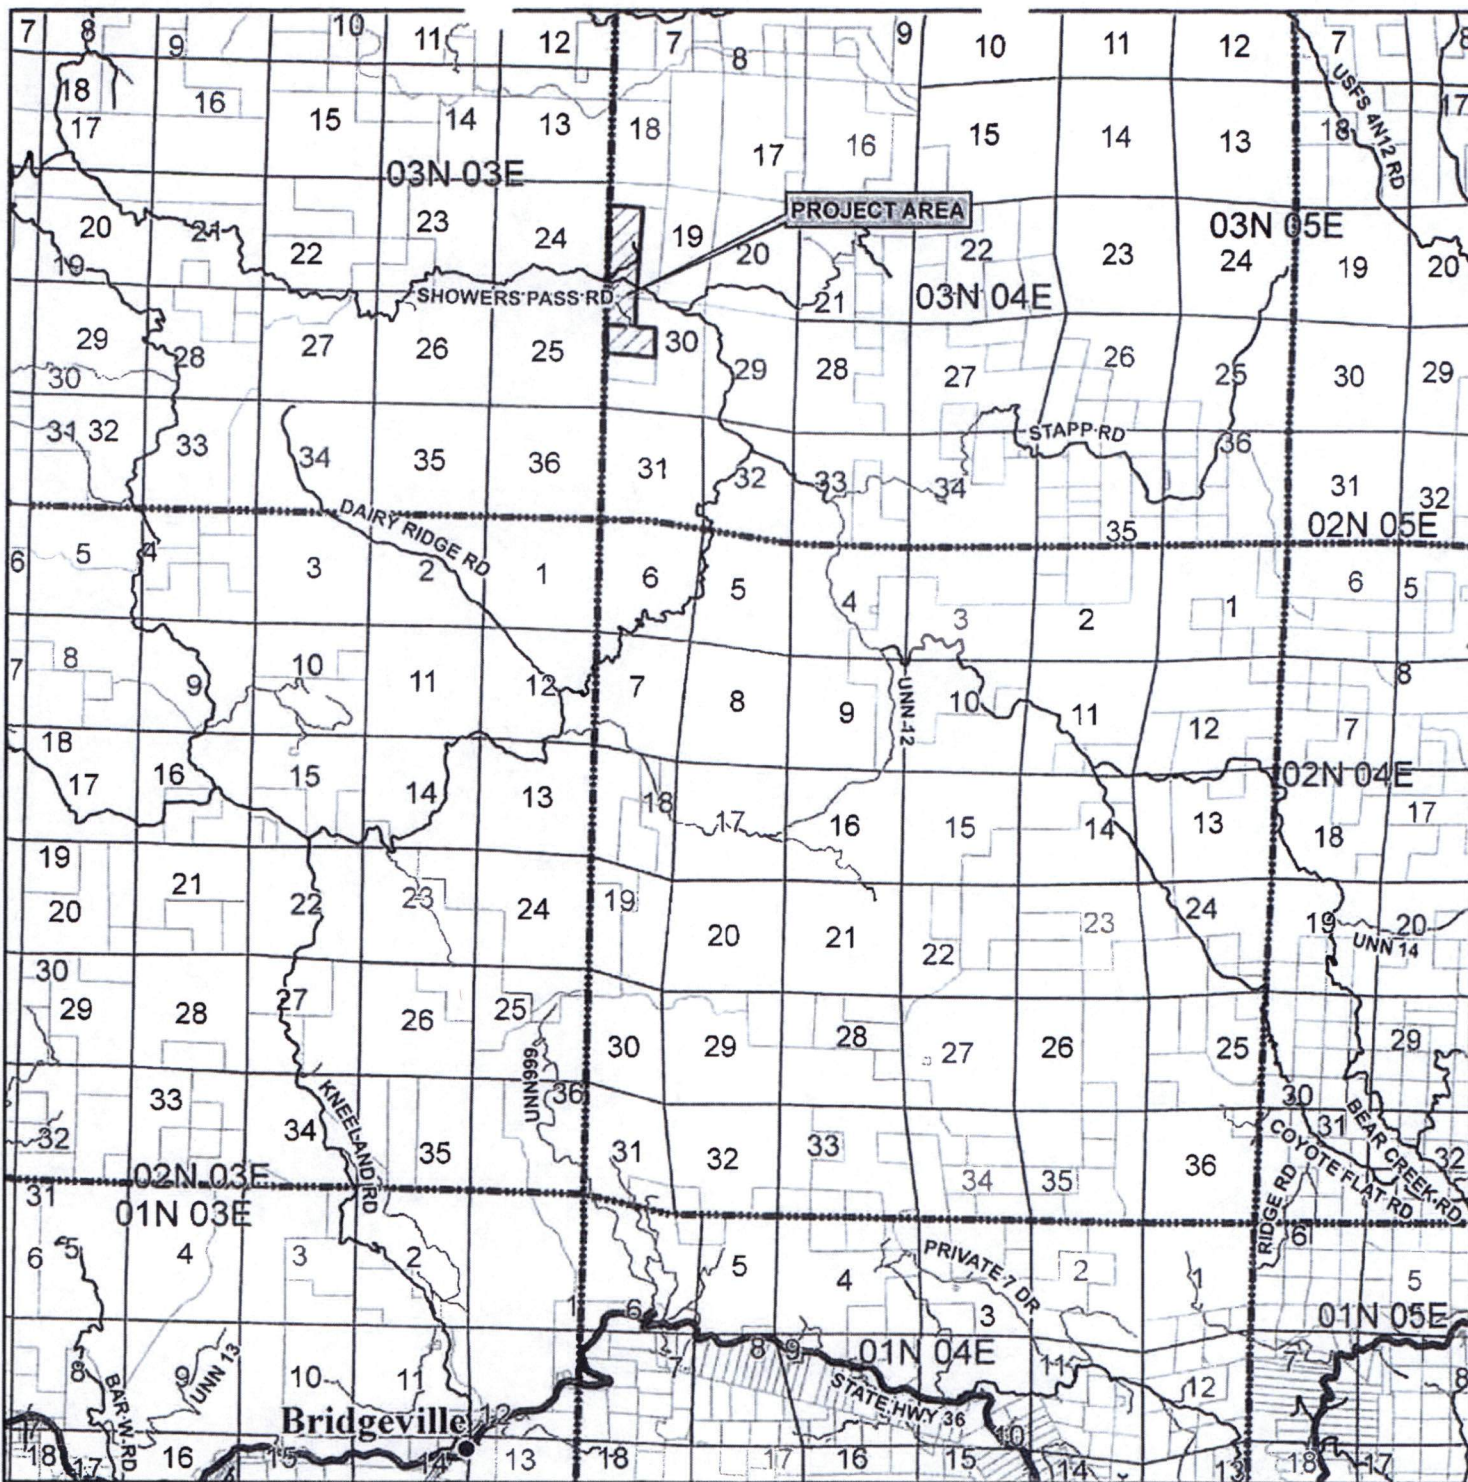 7 8 9 10 11 12 7 8 9 10 11 12 7 8
18 16 15 14 13 18 17 16 15 14 13 18 17
17
USFS 4N12 RD
03N 03E
PROJECT AREA
20 21 22 23 24 19 20 22 23 24 19 20
03N 05E
19
SHOWERS PASS RD
21
03N 04E
29 28 27 26 25 30 29 28 27 26 25 30 29
30
STAPP RD
31 32 33 34 35 36 31 32 33 34 35 36 31 32
02N 05E
DAIRY RIDGE RD
6 5 4 3 2 1 6 5 4 3 2 1 6 5
7 8 9 10 11 12 7 8 9 10 11 12 7 8
UNN 12
02N 04E
18 17 16 15 14 13 18 17 16 15 14 13 18 17
19 20 21 22 23 24 19 20 21 22 23 24 19 20
UNN 14
30 29 28 27 26 25 30 29 28 27 26 25 30 29
UNN999
KNEELAND RD
32 33 34 35 36 31 32 33 34 35 36 31 32
BEAR CREEK RD
COYOTE FLAT RD
RIDGE RD
02N 03E
31
01N 03E
6 5 4 3 2 1 6 5 4 3 2 1 6 5
PRIVATE 7 DR
01N 05E
01N 04E
8 9 10 11 12 7 8 9 10 11 12 7 8
BAR W RD
UNN 13
STATE HWY 36
Bridgeville
7
18 17 16 15 14 13 18 17 16 15 14 13 18 17